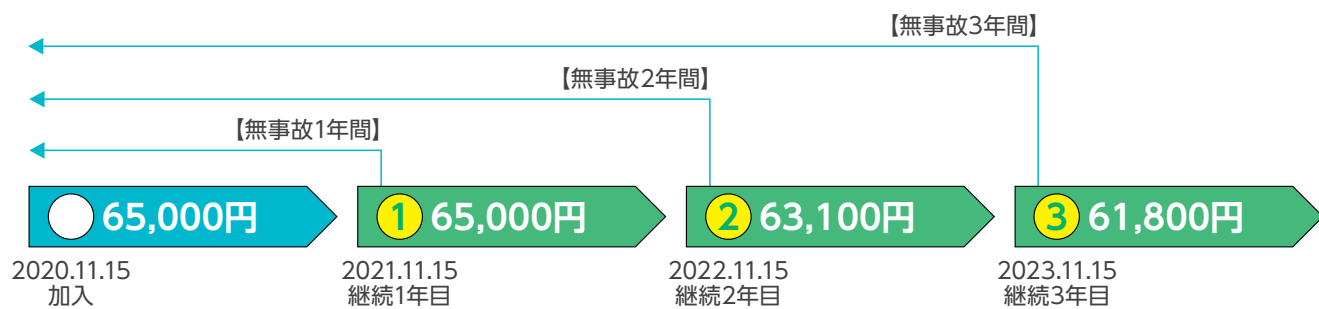 【無事故3年間】
【無事故2年間】
【無事故1年間】
65,000円
1 65,000円
2 63,100円
3 61,800円
2020.11.15
加入
2021.11.15
継続1年目
2022.11.15
継続2年目
2023.11.15
継続3年目